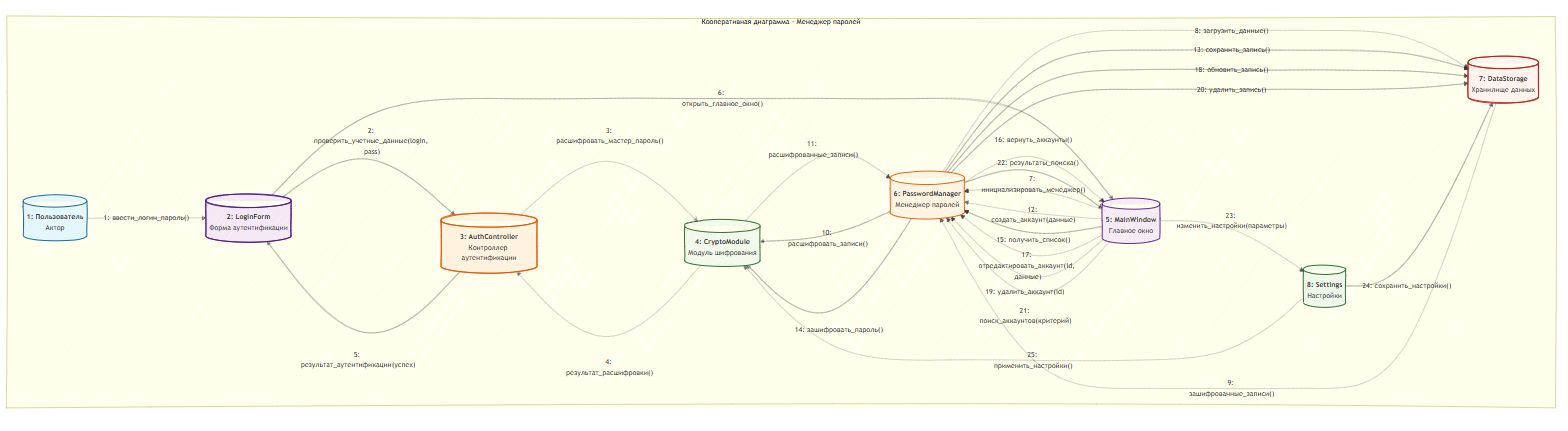 Кооперативная диаграмма - Менеджер паролей
8: загрузить_данные()
13: сохранить_запись()
18: обновить_запись()
20: удалить_запись()
7: DataStorage
Хранилище данных
6:
открыть_главное_окно()
2:
проверить_учетные_данные(login,
pass)
3:
расшифровать_мастер_пароль()
11:
расшифрованные_записи()
16: вернуть_аккаунты()
22: результаты_поиска()
7:
инициализировать_менеджер()
12:
создать_аккаунт(данные)
15: получить_список()
17:
отредактировать_аккаунт(id,
данные)
19: удалить_аккаунт(id)
21:
поиск_аккаунтов(критерий)
1: Пользователь
Актор
1: ввести_логин_пароль()
2: LoginForm
Форма аутентификации
3: AuthController
Контроллер
аутентификации
4: CryptoModule
Модуль шифрования
6: PasswordManager
Менеджер паролей
10:
расшифровать_записи()
5: MainWindow
Главное окно
23:
изменить_настройки(параметры)
8: Settings
Настройки
24: сохранить_настройки()
14: зашифровать_пароль()
5:
результат_аутентификации(успех)
4:
результат_расшифровки()
25:
применить_настройки()
9:
зашифрованные_записи()